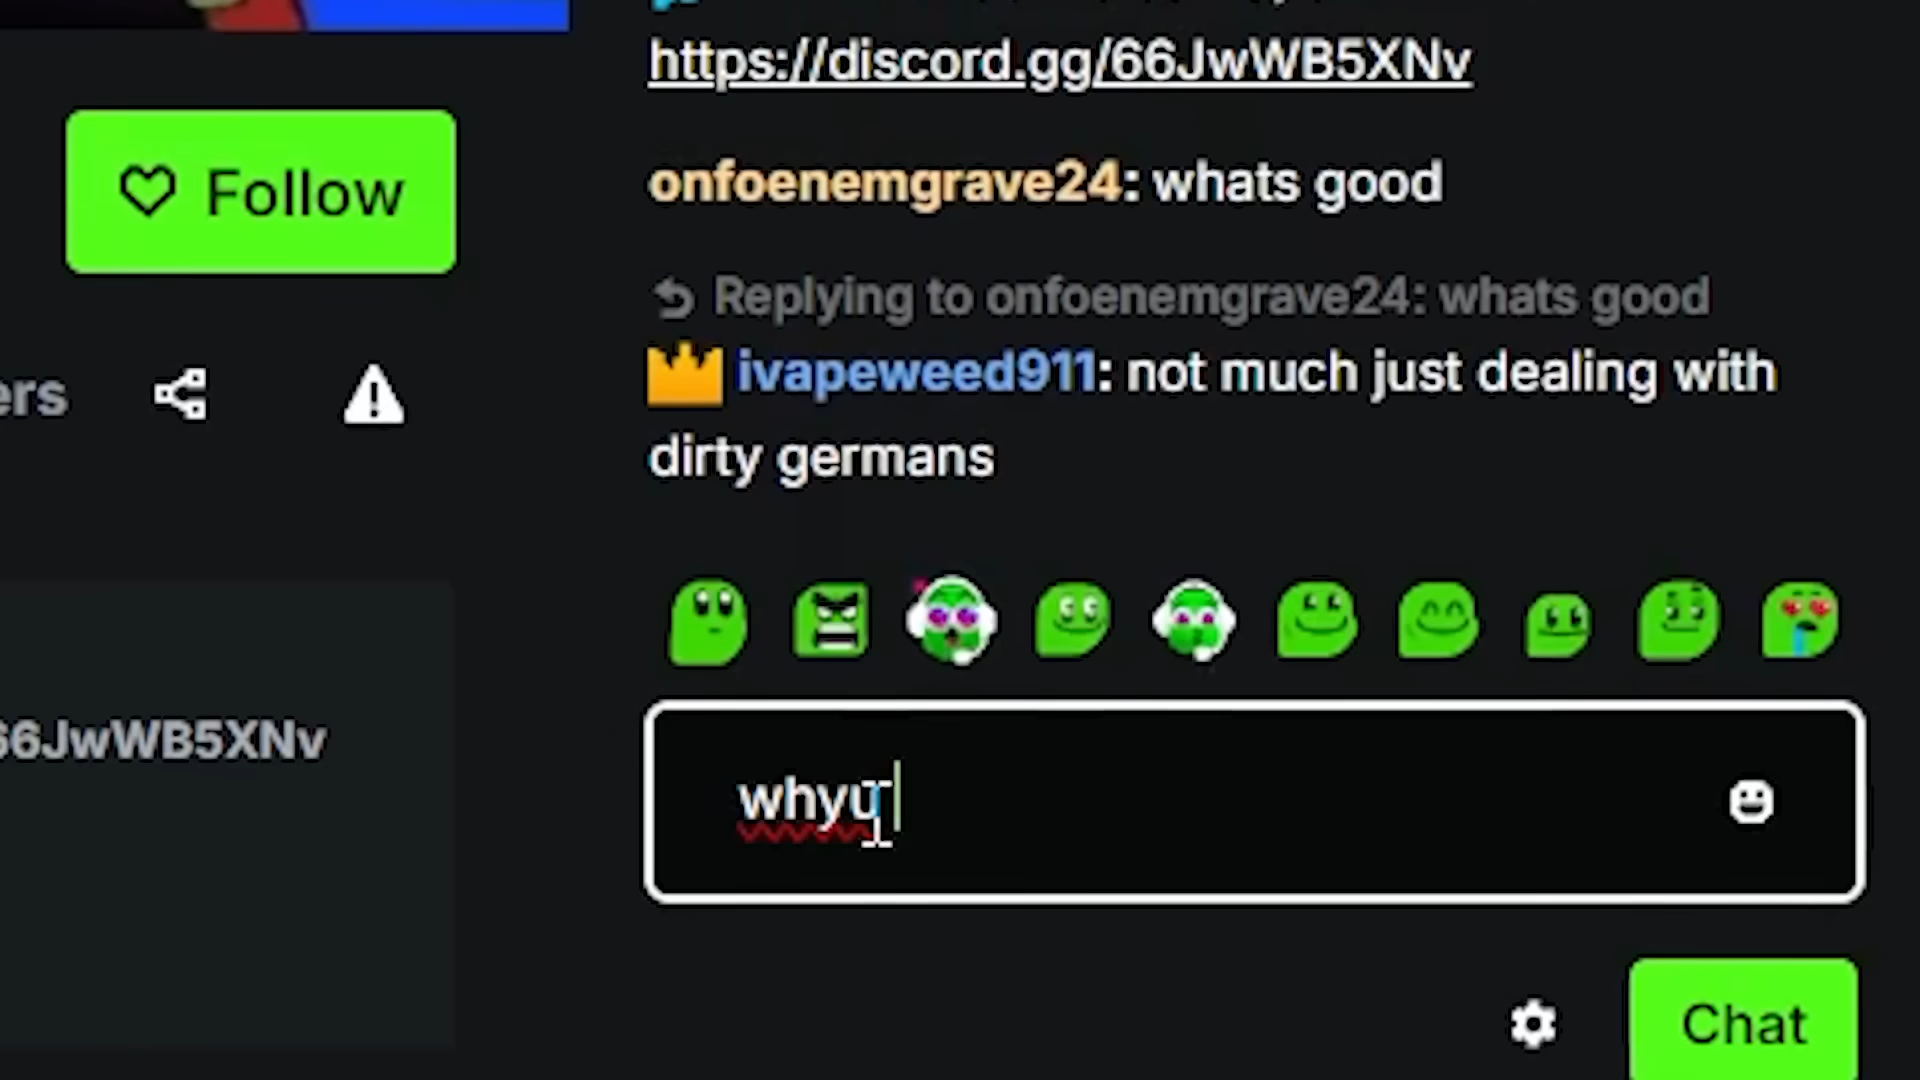 https://discord.gg/66JwWB5XNv
Follow
onfoenemgrave24: whats good
Replying to onfoenemgrave24: whats good
ers
ivapeweed911: not much just dealing with
dirty germans
66JwWB5XNv
whyu
Chat